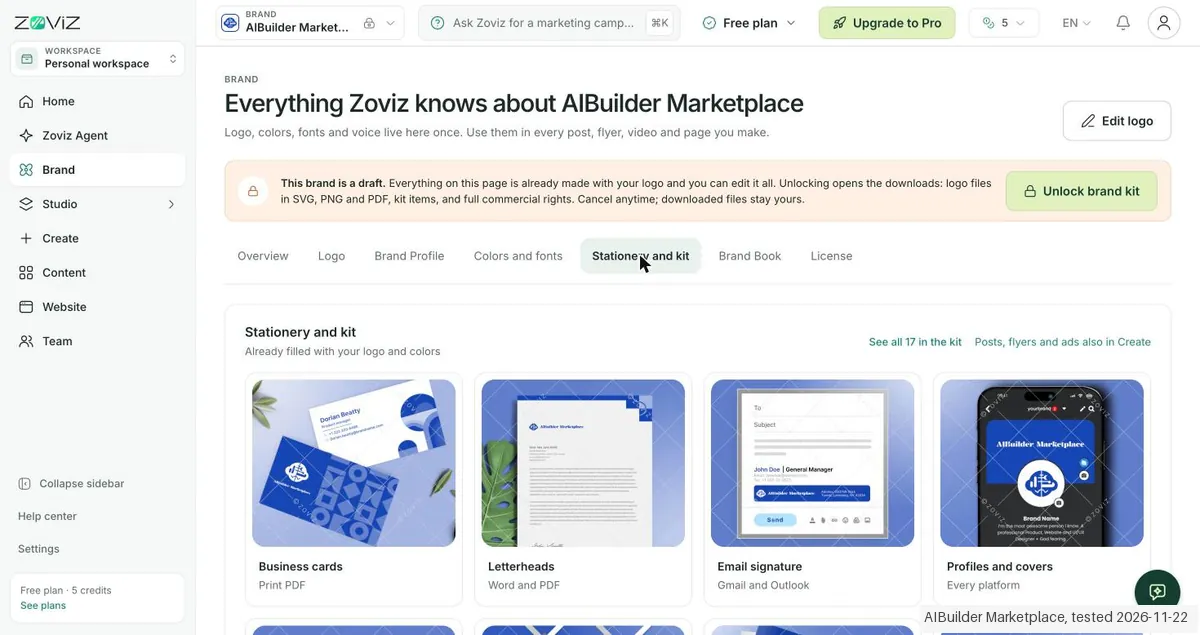 ZOVIZ
BRAND
AIBuilder Market...
Ask Zoviz for a marketing camp...
⌘K
Free plan
Upgrade to Pro
5
EN
WORKSPACE
Personal workspace
Home
Zoviz Agent
Brand
Studio
Create
Content
Website
Team
Collapse sidebar
Help center
Settings
Free plan · 5 credits
See plans
BRAND
Everything Zoviz knows about AIBuilder Marketplace
Logo, colors, fonts and voice live here once. Use them in every post, flyer, video and page you make.
Edit logo
This brand is a draft. Everything on this page is already made with your logo and you can edit it all. Unlocking opens the downloads: logo files
in SVG, PNG and PDF, kit items, and full commercial rights. Cancel anytime; downloaded files stay yours.
Unlock brand kit
Overview
Logo
Brand Profile
Colors and fonts
Stationery and kit
Brand Book
License
Stationery and kit
Already filled with your logo and colors
See all 17 in the kit
Posts, flyers and ads also in Create
Dorian Beatty
AIBuilder Marketplace
To
Subject
John Doe | General Manager
AIBuilder Marketplace
Send
yourbrand
AIBuilder Marketplace
Brand Name
Business cards
Print PDF
Letterheads
Word and PDF
Email signature
Gmail and Outlook
Profiles and covers
Every platform
AIBuilder Marketplace, tested 2026-11-22